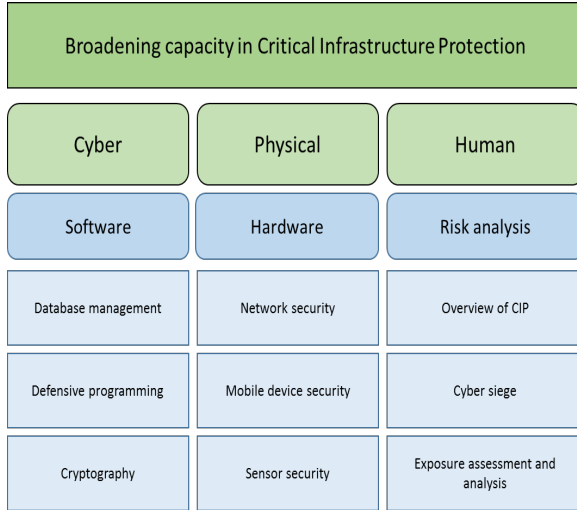 Broadening capacity in Critical Infrastructure Protection
Cyber
Physical
Human
Software
Hardware
Risk analysis
Database management
Network security
Overview of CIP
Defensive programming
Mobile device security
Cyber siege
Cryptography
Sensor security
Exposure assessment and
analysis